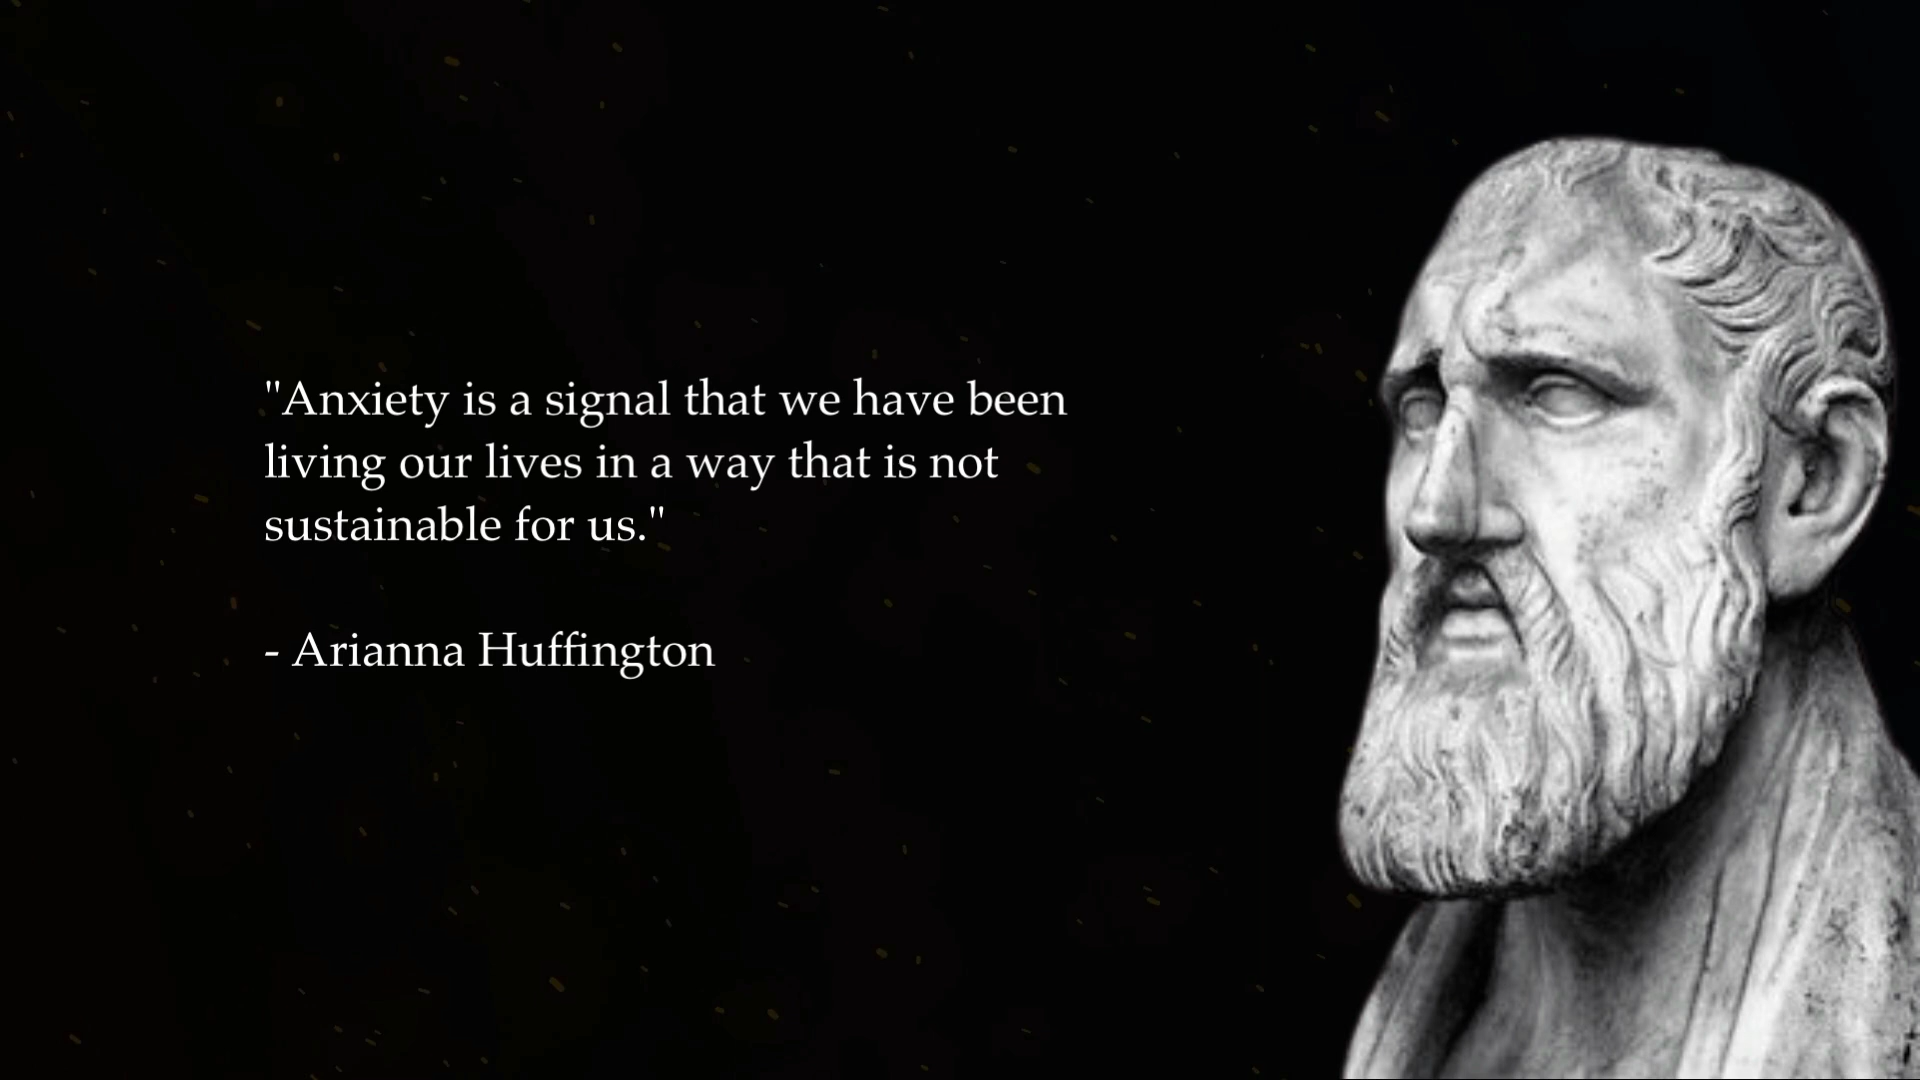 "Anxiety is a signal that we have been
living our lives in a way that is not
sustainable for us."
- Arianna Huffington